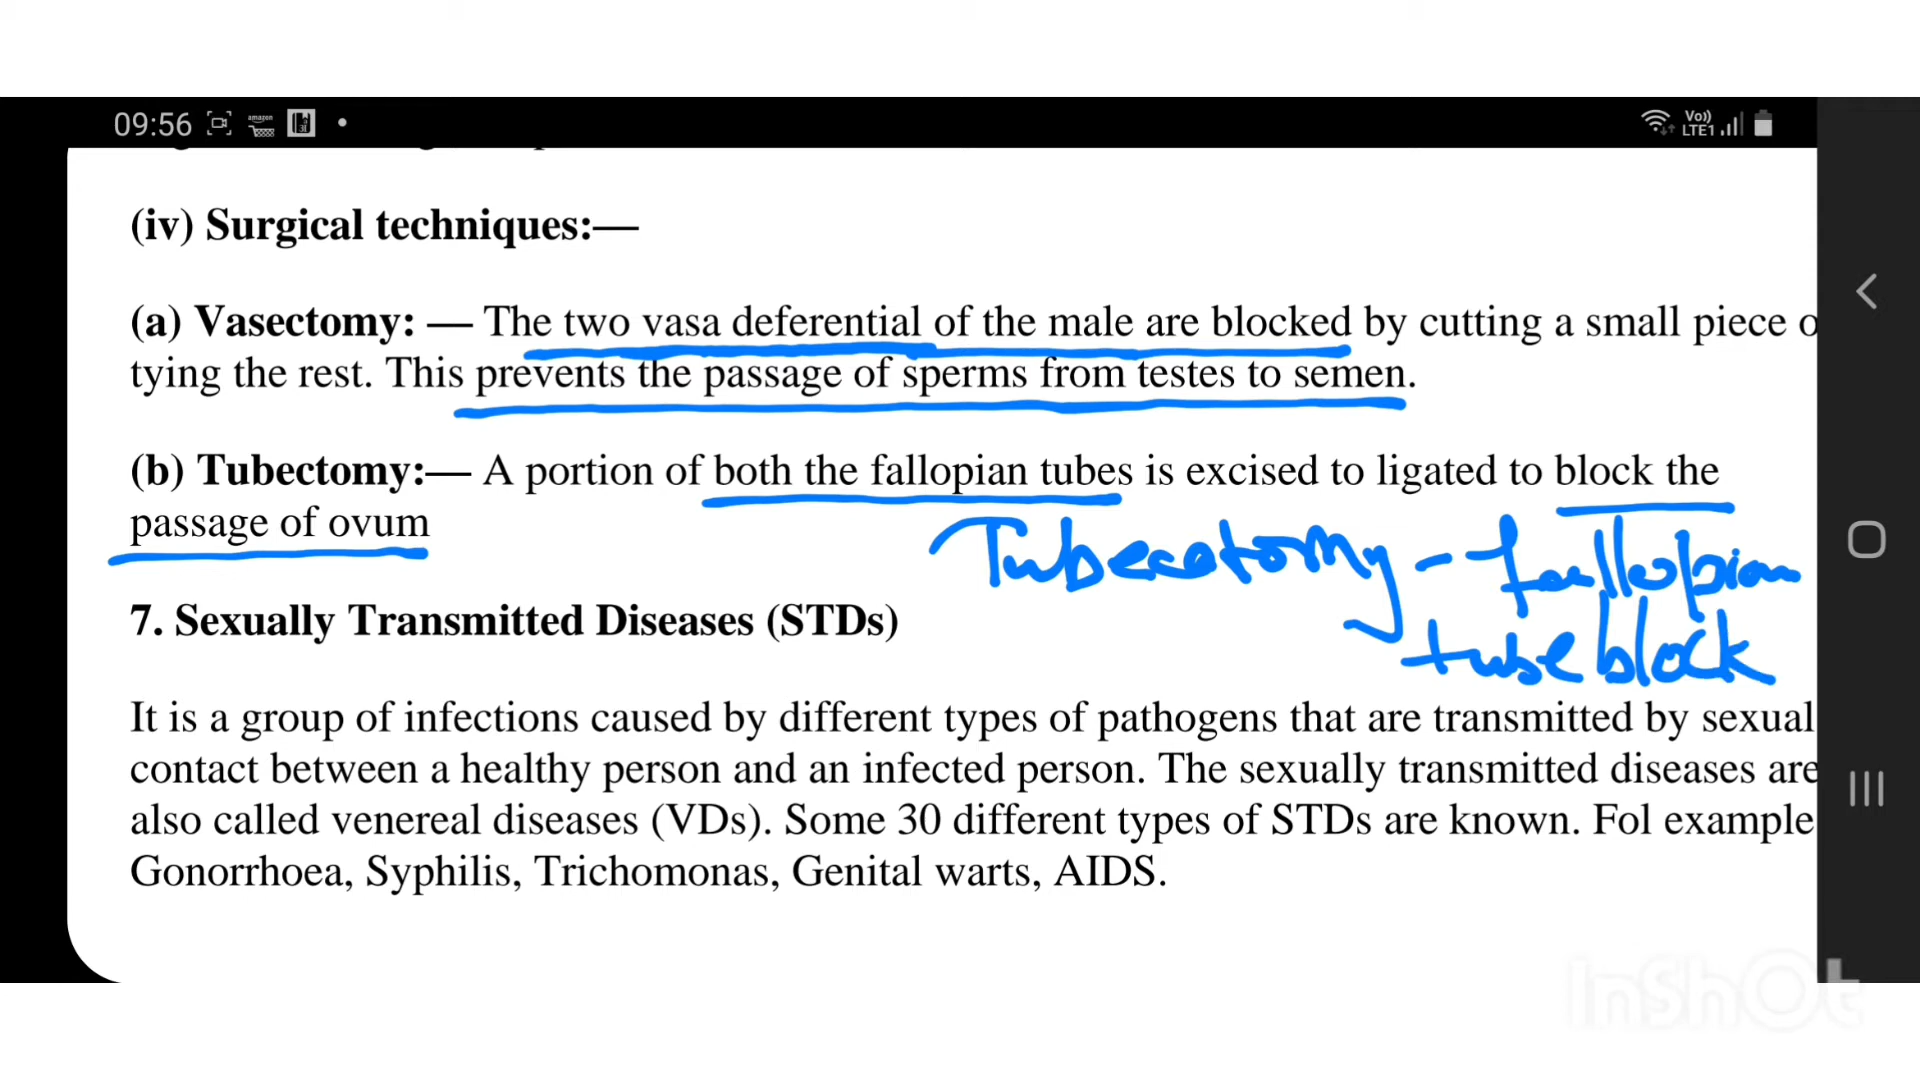 09:56 amazon 31 Vo)) LTE1
(iv) Surgical techniques:—
(a) Vasectomy: — The two vasa deferential of the male are blocked by cutting a small piece o
tying the rest. This prevents the passage of sperms from testes to semen.
(b) Tubectomy:— A portion of both the fallopian tubes is excised to ligated to block the
passage of ovum
Tubecotomy - fallopian
tube block
7. Sexually Transmitted Diseases (STDs)
It is a group of infections caused by different types of pathogens that are transmitted by sexual
contact between a healthy person and an infected person. The sexually transmitted diseases are
also called venereal diseases (VDs). Some 30 different types of STDs are known. Fol example
Gonorrhoea, Syphilis, Trichomonas, Genital warts, AIDS.
InShOt